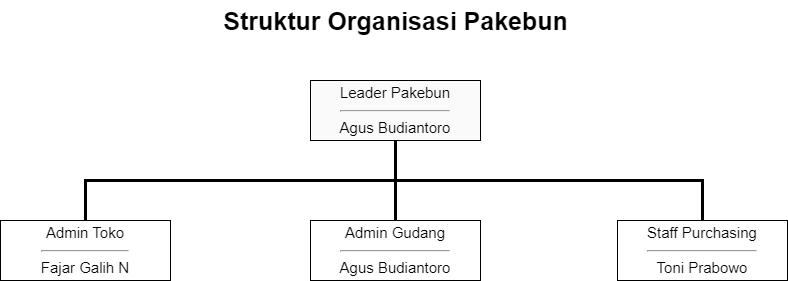 Struktur Organisasi Pakebun
Leader Pakebun
Agus Budiantoro
Admin Toko
Fajar Galih N
Admin Gudang
Agus Budiantoro
Staff Purchasing
Toni Prabowo